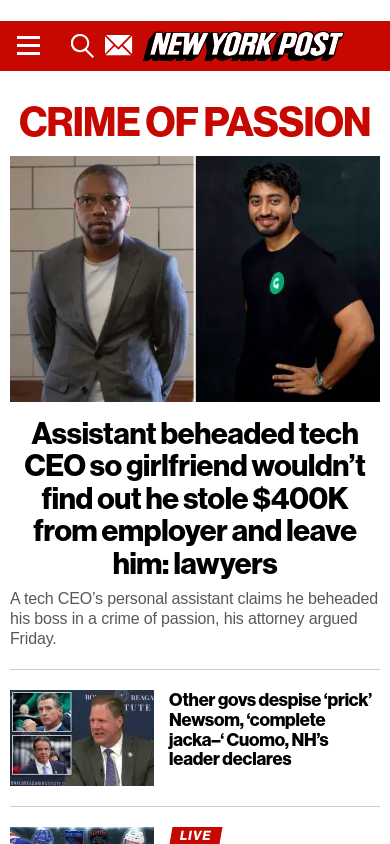 NEW YORK POST
CRIME OF PASSION
Assistant beheaded tech
CEO so girlfriend wouldn’t
find out he stole $400K
from employer and leave
him: lawyers
A tech CEO’s personal assistant claims he beheaded
his boss in a crime of passion, his attorney argued
Friday.
Other govs despise ‘prick’
Newsom, ‘complete
jacka–‘ Cuomo, NH’s
leader declares
LIVE